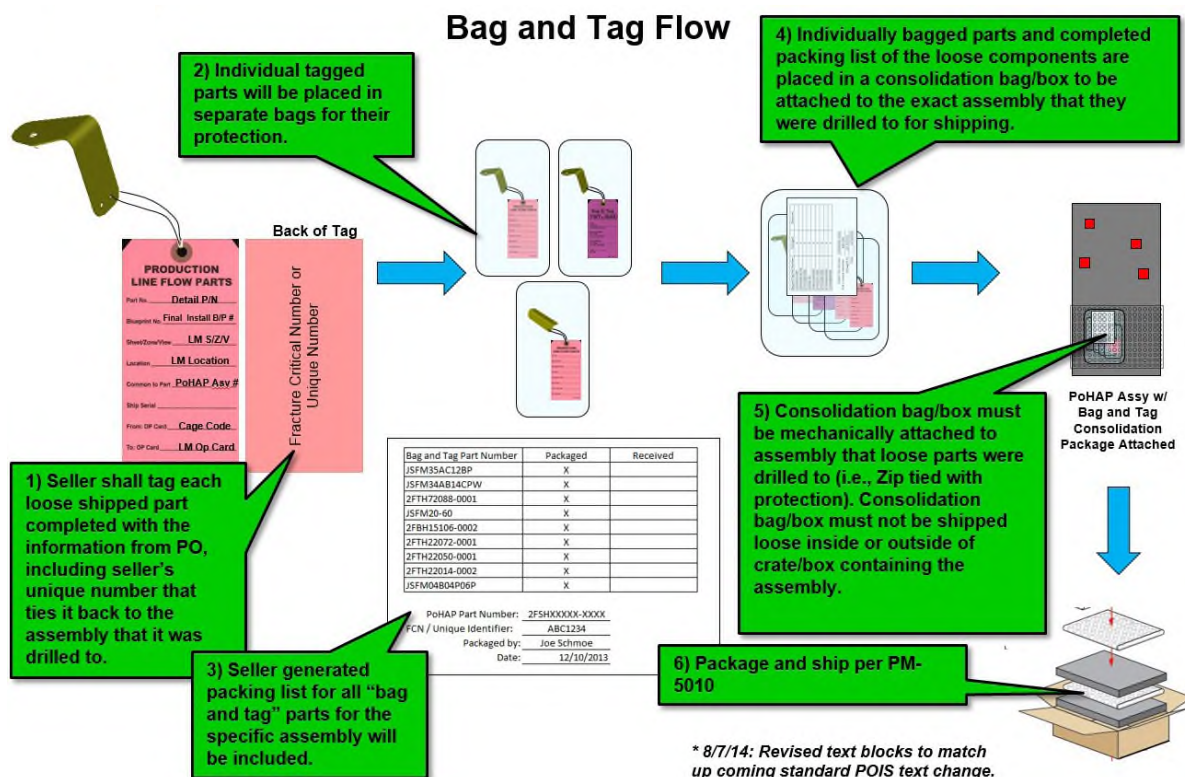 Bag and Tag Flow
2) Individual tagged
parts will be placed in
separate bags for their
protection.
4) Individually bagged parts and completed
packing list of the loose components are
placed in a consolidation bag/box to be
attached to the exact assembly that they
were drilled to for shipping.
Back of Tag
PRODUCTION
LINE FLOW PARTS
Part No. Detail P/N
Blueprint No. Final Install B/P #
Sheet/Zone/View LM S/Z/V
Location LM Location
Common to Part PoHAP Asy #
Ship Serial
From: OP Card Cage Code
To: OP Card LM Op Card
Fracture Critical Number or
Unique Number
1) Seller shall tag each
loose shipped part
completed with the
information from PO,
including seller's
unique number that
ties it back to the
assembly that it was
drilled to.
Bag and Tag Part Number Packaged Received
JSFM35AC12BP X
JSFM34AB14CPW X
2FTH72088-0001 X
JSFM20-60 X
2FBH15106-0002 X
2FTH22072-0001 X
2FTH22050-0001 X
2FTH22014-0002 X
JSFM04B04P06P X
PoHAP Part Number: 2FSHXXXXX-XXXX
FCN / Unique Identifier: ABC1234
Packaged by: Joe Schmoe
Date: 12/10/2013
3) Seller generated
packing list for all “bag
and tag” parts for the
specific assembly will
be included.
5) Consolidation bag/box must
be mechanically attached to
assembly that loose parts were
drilled to (i.e., Zip tied with
protection). Consolidation
bag/box must not be shipped
loose inside or outside of
crate/box containing the
assembly.
PoHAP Assy w/
Bag and Tag
Consolidation
Package Attached
6) Package and ship per PM-
5010
* 8/7/14: Revised text blocks to match
up coming standard POIS text change.